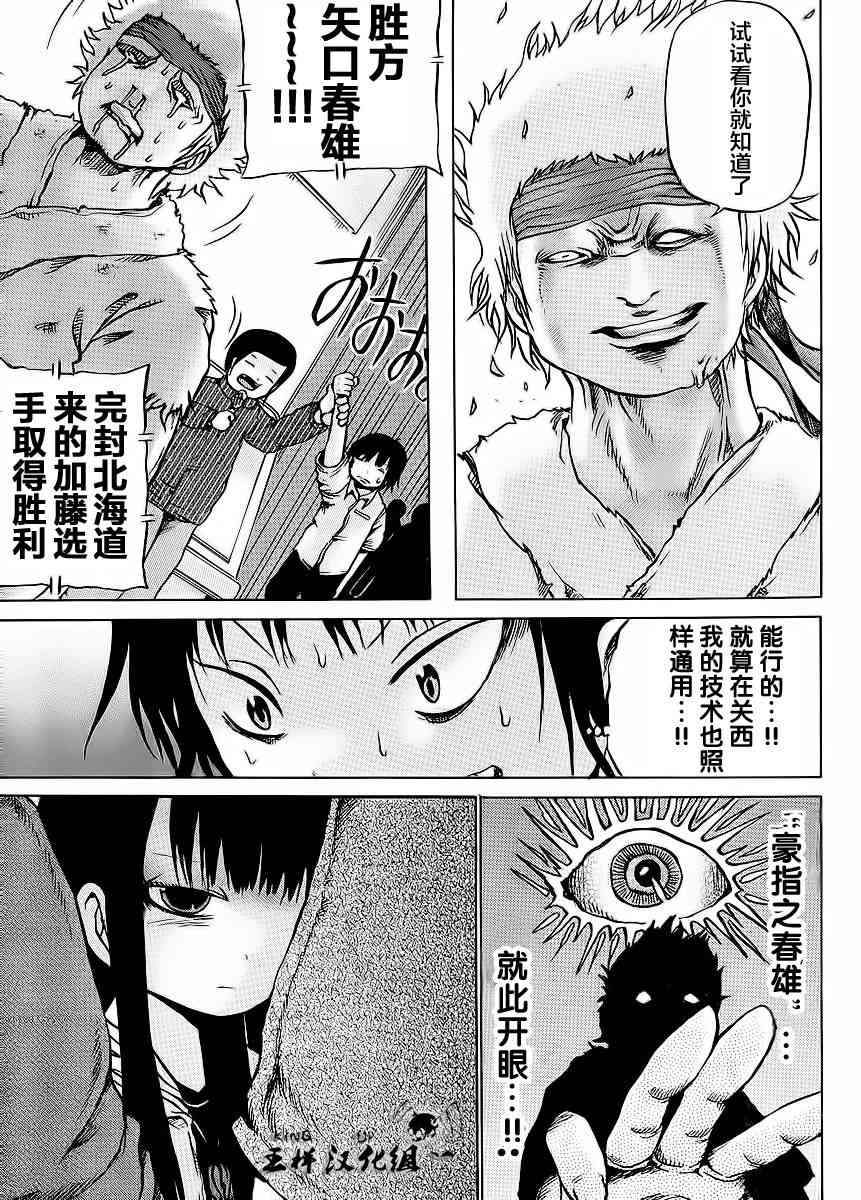 试试看你就知道了
胜方
矢口春雄
~~~~!!!
おおおお
完封北海道
来的加藤选
手取得胜利
能行的…!!
就算在关西
我的技术也照
样通用…!!
“豪指之春雄”…
就此开眼…!!
KING UP
王样汉化组